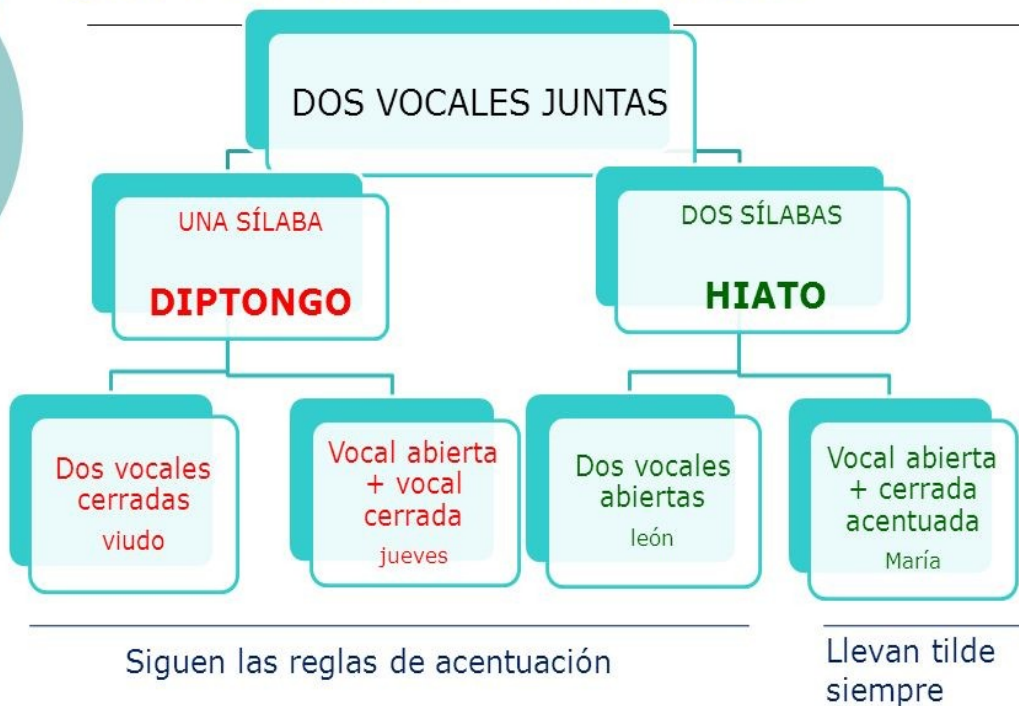 DOS VOCALES JUNTAS
UNA SÍLABA
DIPTONGO
DOS SÍLABAS
HIATO
Dos vocales
cerradas
viudo
Vocal abierta
+ vocal
cerrada
jueves
Dos vocales
abiertas
león
Vocal abierta
+ cerrada
acentuada
María
Siguen las reglas de acentuación
Llevan tilde
siempre